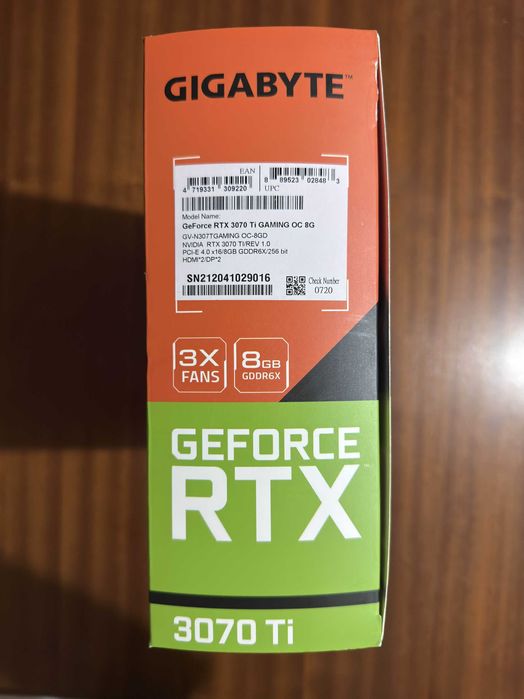 GIGABYTE™
EAN
4 719331 309220
8 89523 02848 3
UPC
Model Name:
GeForce RTX 3070 Ti GAMING OC 8G
GV-N307TGAMING OC-8GD
NVIDIA RTX 3070 TI/REV 1.0
PCI-E 4.0 x16/8GB GDDR6X/256 bit
HDMI*2/DP*2
SN212041029016
Check Number
0720
3X
FANS
8GB
GDDR6X
GEFORCE
RTX™
3070 Ti